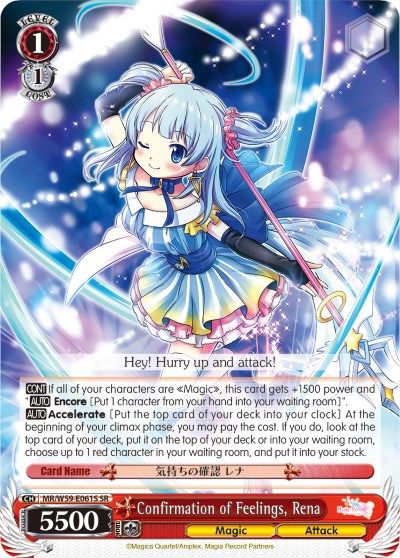 LEVEL
1
1
COST
Hey! Hurry up and attack!
CONT If all of your characters are «Magic», this card gets +1500 power and
"AUTO Encore [Put 1 character from your hand into your waiting room]".
AUTO Accelerate [Put the top card of your deck into your clock] At the
beginning of your climax phase, you may pay the cost. If you do, look at the
top card of your deck, put it on the top of your deck or into your waiting room,
choose up to 1 red character in your waiting room, and put it into your stock.
Card Name 気持ちの確認 レナ
CH MR/W59-E061S SR
Confirmation of Feelings, Rena
POWER 5500 SOUL
Magic Attack
©Magica Quartet/Aniplex, Magia Record Partners